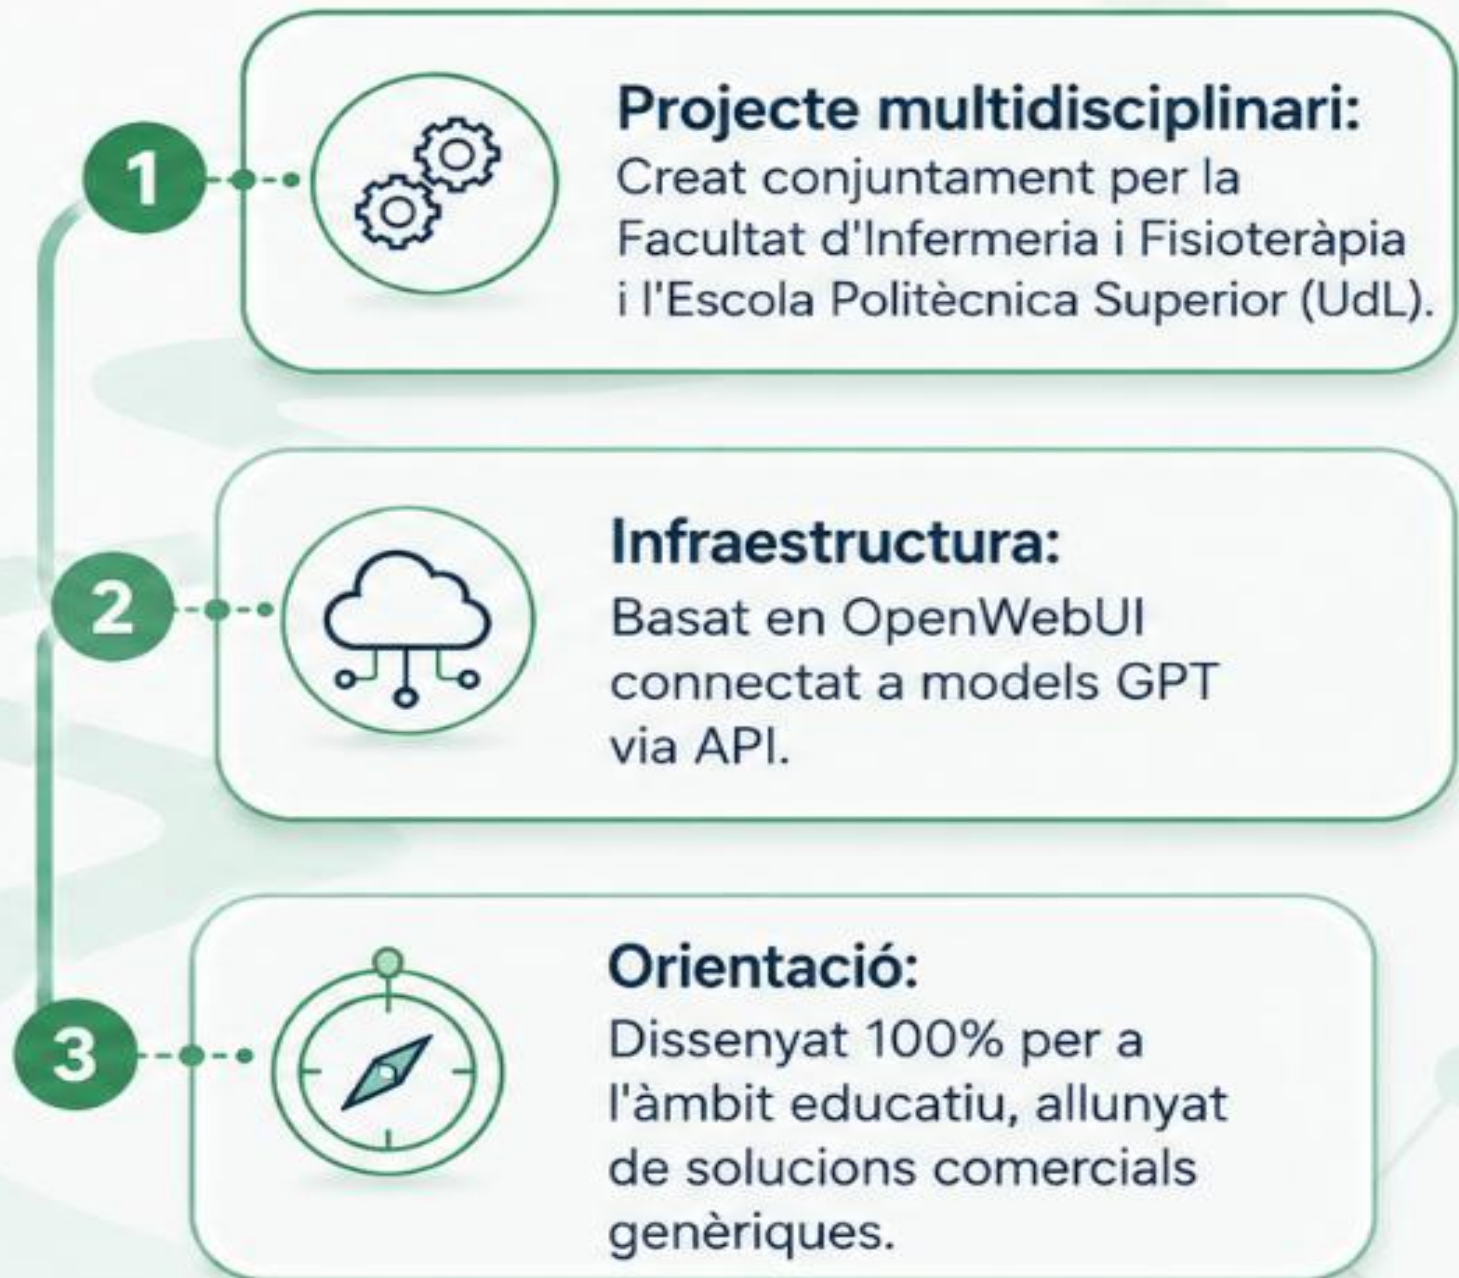 1
Projecte multidisciplinari:
Creat conjuntament per la
Facultat d'Infermeria i Fisioteràpia
i l'Escola Politècnica Superior (UdL).
2
Infraestructura:
Basat en OpenWebUI
connectat a models GPT
via API.
3
Orientació:
Dissenyat 100% per a
l'àmbit educatiu, allunyat
de solucions comercials
genèriques.